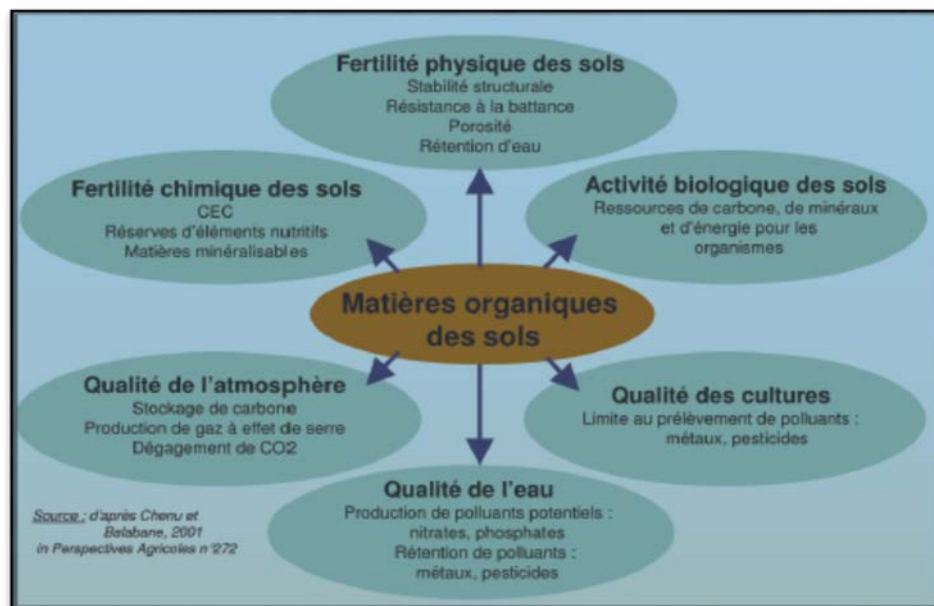 Fertilité physique des sols
Stabilité structurale
Résistance à la battance
Porosité
Rétention d'eau
Fertilité chimique des sols
CEC
Réserves d'éléments nutritifs
Matières minéralisables
Activité biologique des sols
Ressources de carbone, de minéraux
et d'énergie pour les
organismes
Matières organiques
des sols
Qualité de l'atmosphère
Stockage de carbone
Production de gaz à effet de serre
Dégagement de CO2
Qualité des cultures
Limite au prélèvement de polluants :
métaux, pesticides
Qualité de l'eau
Production de polluants potentiels :
nitrates, phosphates
Rétention de polluants :
métaux, pesticides
Source : d'après Chenu et
Balabane, 2001
in Perspectives Agricoles n°272